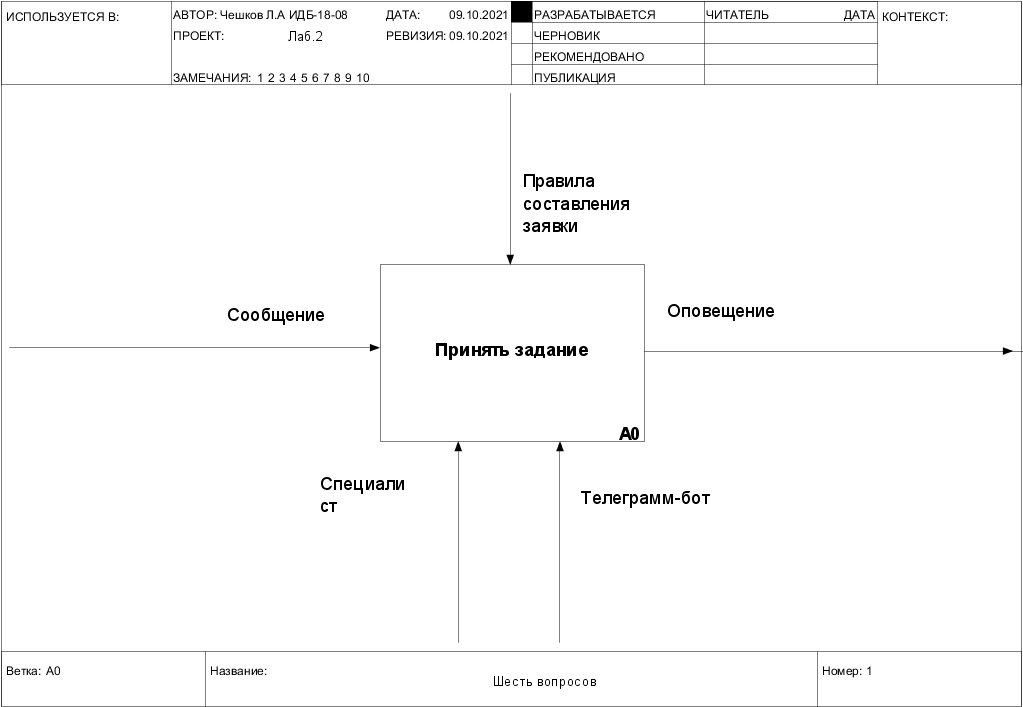 ИСПОЛЬЗУЕТСЯ В:
АВТОР: Чешков Л.А ИДБ-18-08
ДАТА: 09.10.2021
РАЗРАБАТЫВАЕТСЯ
ЧИТАТЕЛЬ
ДАТА
КОНТЕКСТ:
ПРОЕКТ: Лаб.2
РЕВИЗИЯ: 09.10.2021
ЧЕРНОВИК
РЕКОМЕНДОВАНО
ЗАМЕЧАНИЯ: 1 2 3 4 5 6 7 8 9 10
ПУБЛИКАЦИЯ
Правила
составления
заявки
Сообщение
Оповещение
Принять задание
A0
Специали
ст
Телеграмм-бот
Ветка: A0
Название:
Шесть вопросов
Номер: 1